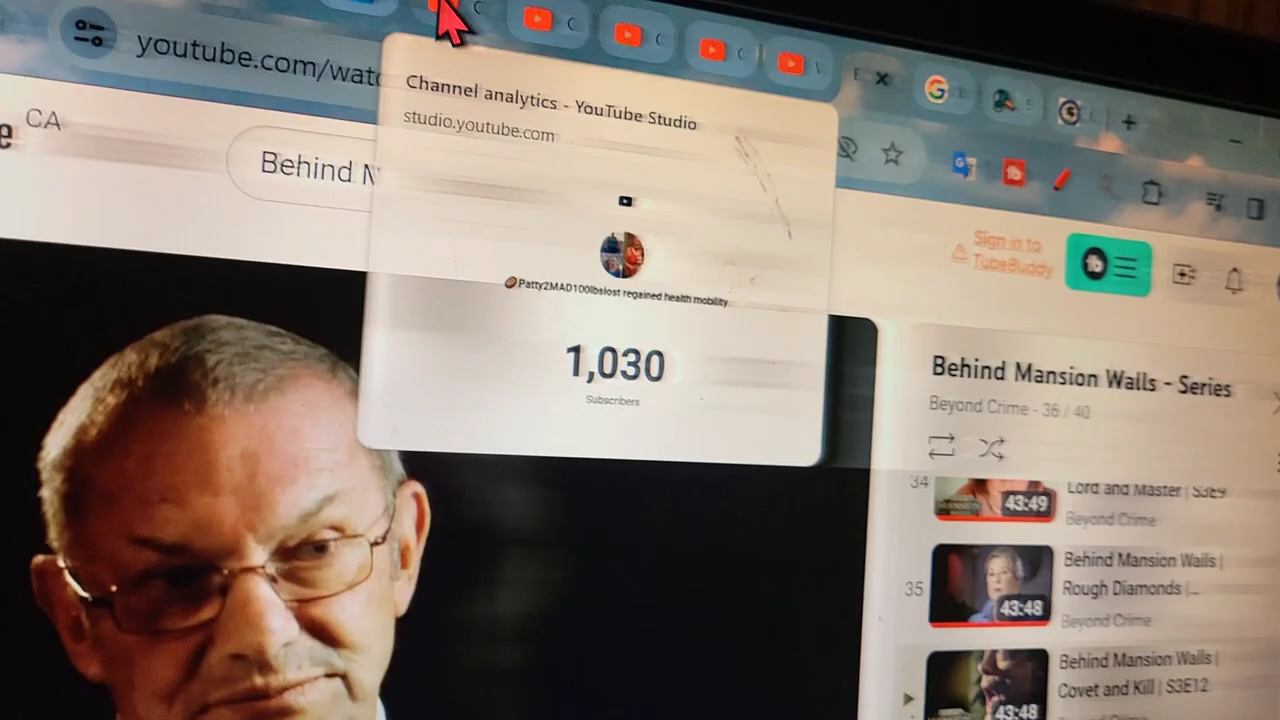 youtube.com/watc
CA
Behind N
Channel analytics - YouTube Studio
studio.youtube.com
Patty2MAD100lbslost regained health mobility
1,030
Subscribers
Sign in to
TubeBuddy
tb
Behind Mansion Walls - Series
Beyond Crime - 36 / 40
34
43:49
Lord and Master | S3E9
Beyond Crime
35
43:48
Behind Mansion Walls |
Rough Diamonds |...
Beyond Crime
43:48
Behind Mansion Walls |
Covet and Kill | S3E12